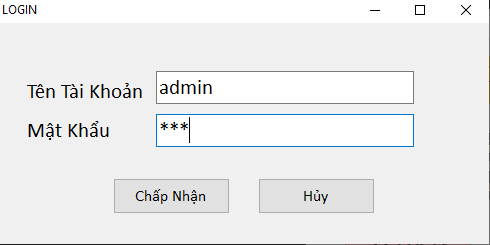 LOGIN
Tên Tài Khoản admin
Mật Khẩu ***
Chấp Nhận Hủy